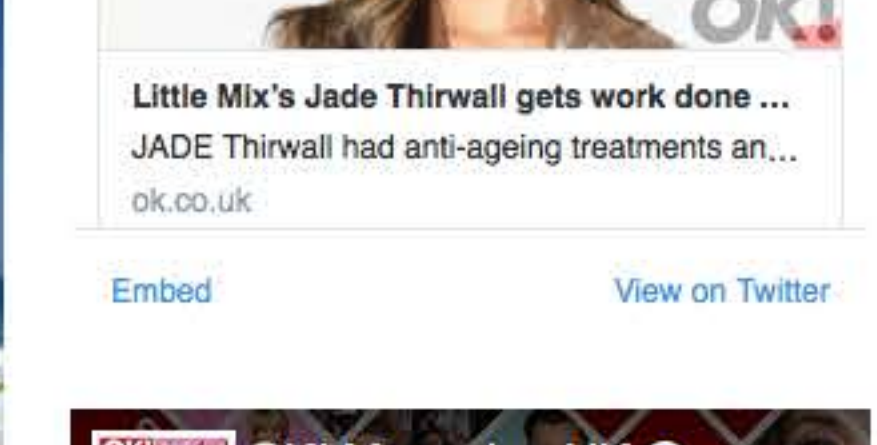 OK!
Little Mix's Jade Thirwall gets work done ...
JADE Thirwall had anti-ageing treatments an...
ok.co.uk
Embed
View on Twitter